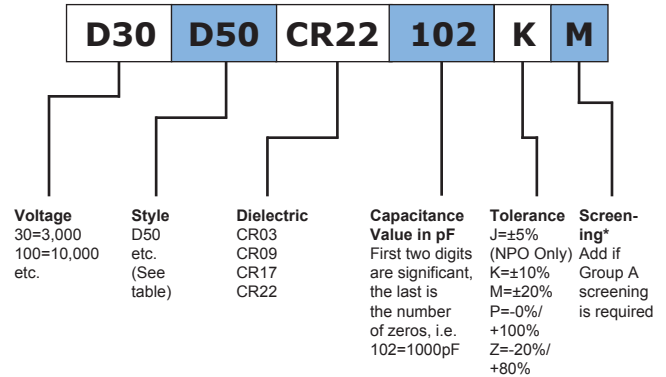 D30 D50 CR22 102 K M
Voltage
30=3,000
100=10,000
etc.
Style
D50
etc.
(See
table)
Dielectric
CR03
CR09
CR17
CR22
Capacitance
Value in pF
First two digits
are significant,
the last is
the number
of zeros, i.e.
102=1000pF
Tolerance
J=±5%
(NPO Only)
K=±10%
M=±20%
P=-0%/
+100%
Z=-20%/
+80%
Screen-
ing*
Add if
Group A
screening
is required